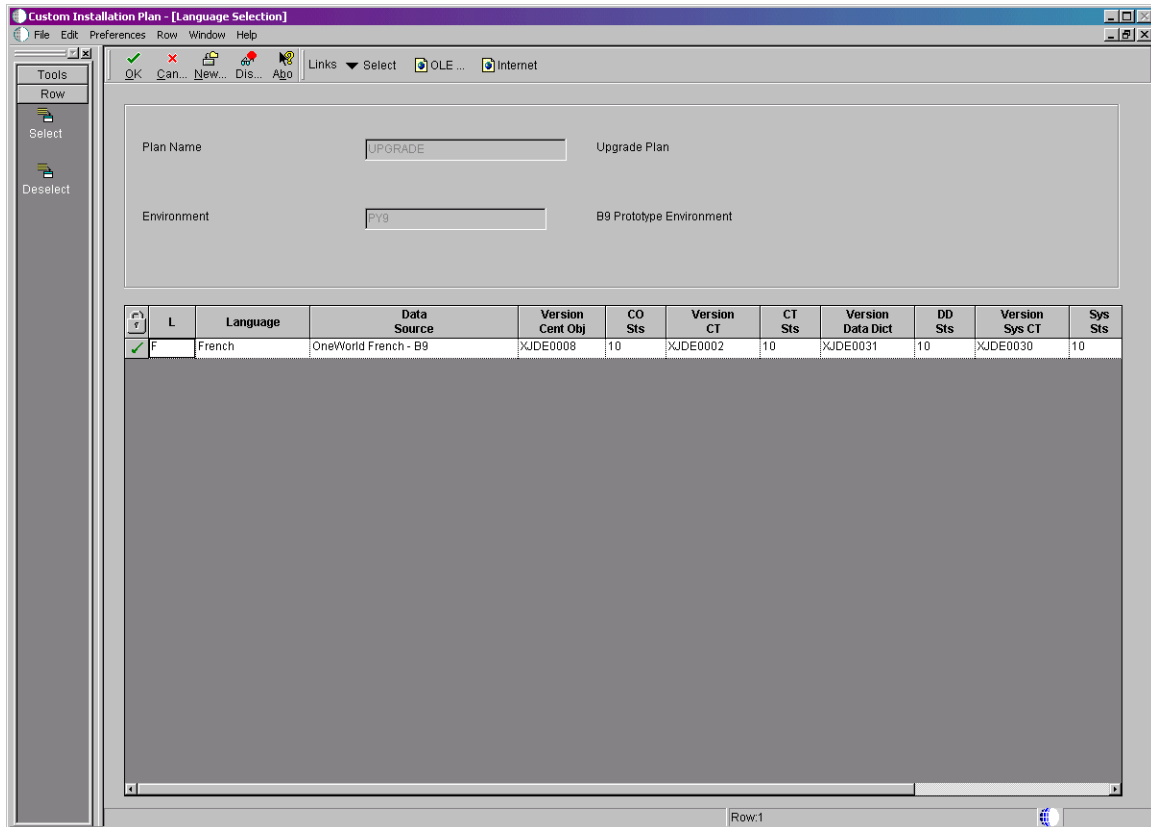 Custom Installation Plan - [Language Selection]
File Edit Preferences Row Window Help
Tools
Row
Select
Deselect
OK Can... New... Dis... Abo Links Select OLE ... Internet
Plan Name UPGRADE Upgrade Plan
Environment PY9 B9 Prototype Environment
L Language Data Source Version Cent Obj CO Sts Version CT CT Sts Version Data Dict DD Sts Version Sys CT Sys Sts
F French OneWorld French - B9 XJDE0008 10 XJDE0002 10 XJDE0031 10 XJDE0030 10
Row:1